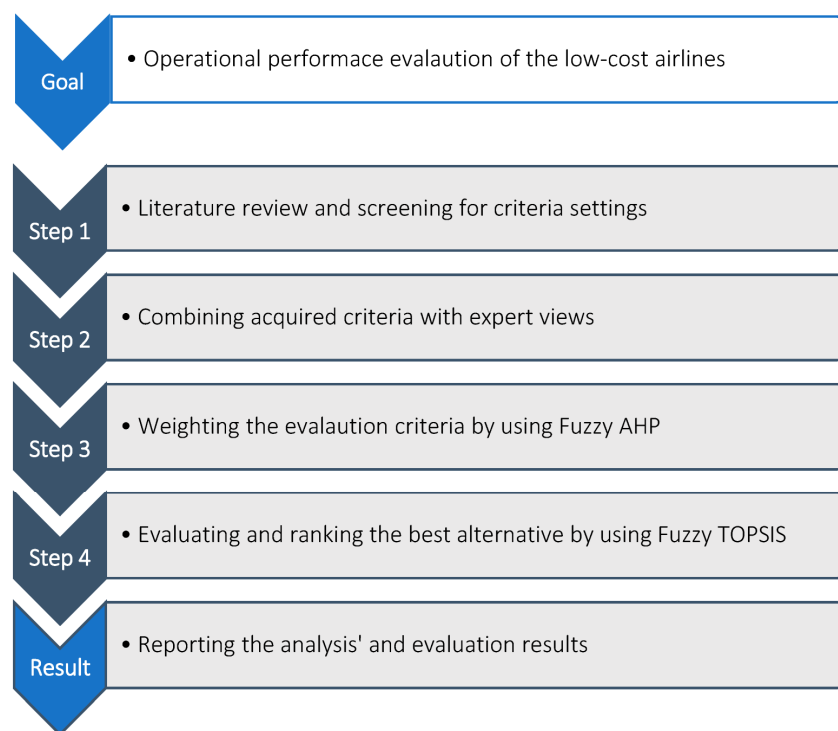 Goal
• Operational performace evalaution of the low-cost airlines
Step 1
• Literature review and screening for criteria settings
Step 2
• Combining acquired criteria with expert views
Step 3
• Weighting the evalaution criteria by using Fuzzy AHP
Step 4
• Evaluating and ranking the best alternative by using Fuzzy TOPSIS
Result
• Reporting the analysis' and evaluation results